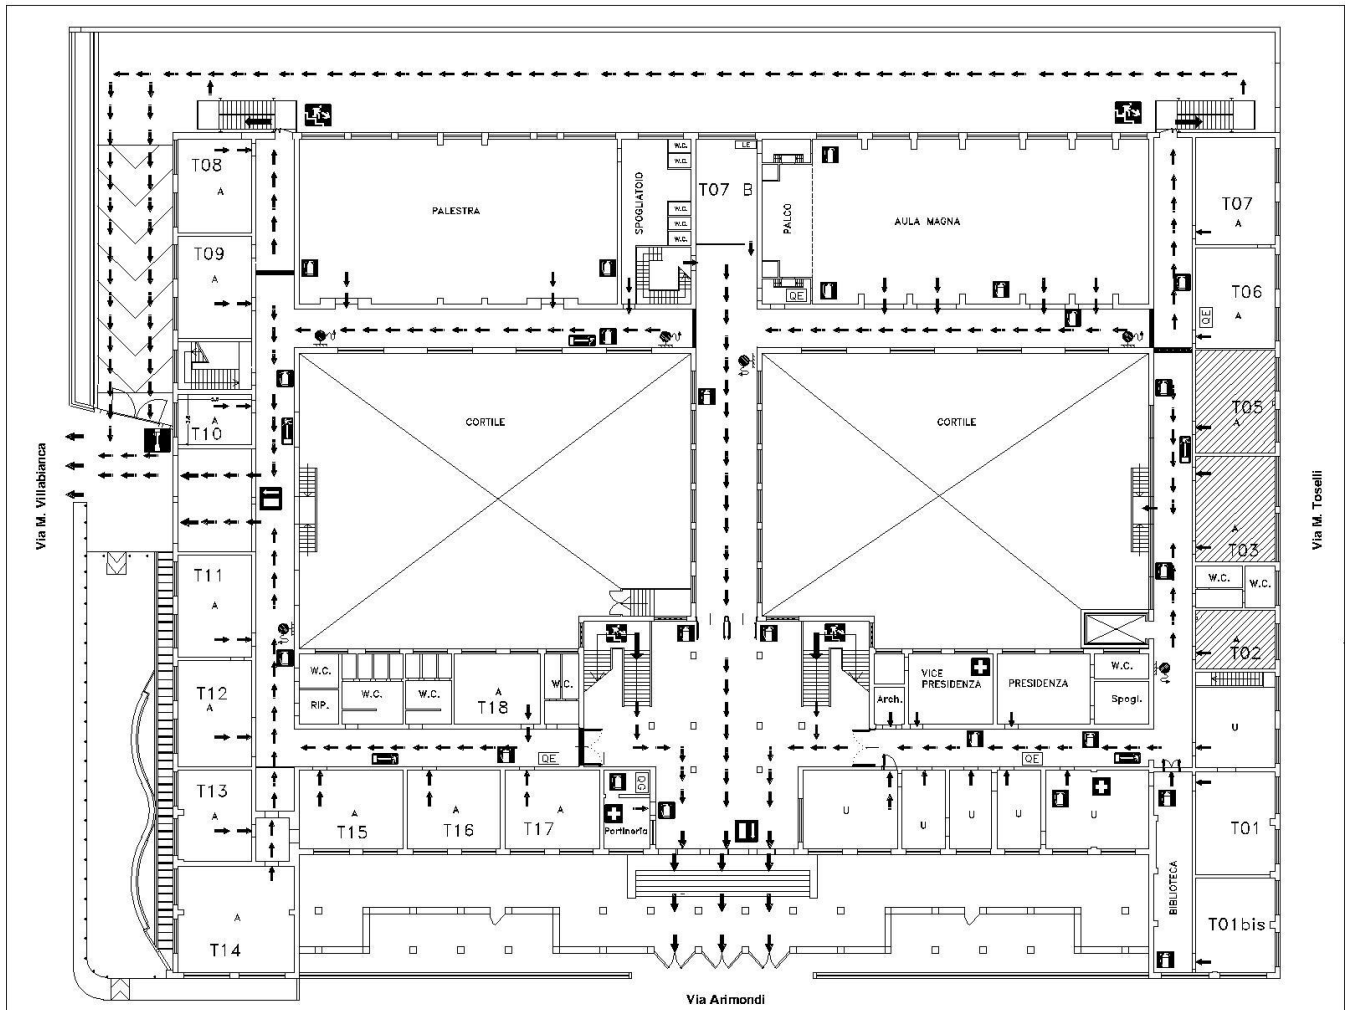 T08
A
PALESTRA
SPOGLIATOIO
W.C.
W.C.
W.C.
W.C.
W.C.
LE
T07 B
PALCO
AULA MAGNA
QE
T07
A
T09
A
T06
A
QE
A
T10
CORTILE
CORTILE
T05
A
Via M. Villabianca
Via M. Toselli
A
T03
T11
A
W.C.
W.C.
A
T02
W.C.
RIP.
W.C.
W.C.
A
T18
W.C.
Arch.
VICE
PRESIDENZA
PRESIDENZA
W.C.
Spogl.
T12
A
U
QE
QE
T13
A
A
T15
A
T16
A
T17
QG
Portineria
U
U
U
U
U
T01
BIBLIOTECA
A
T14
T01bis
Via Arimondi